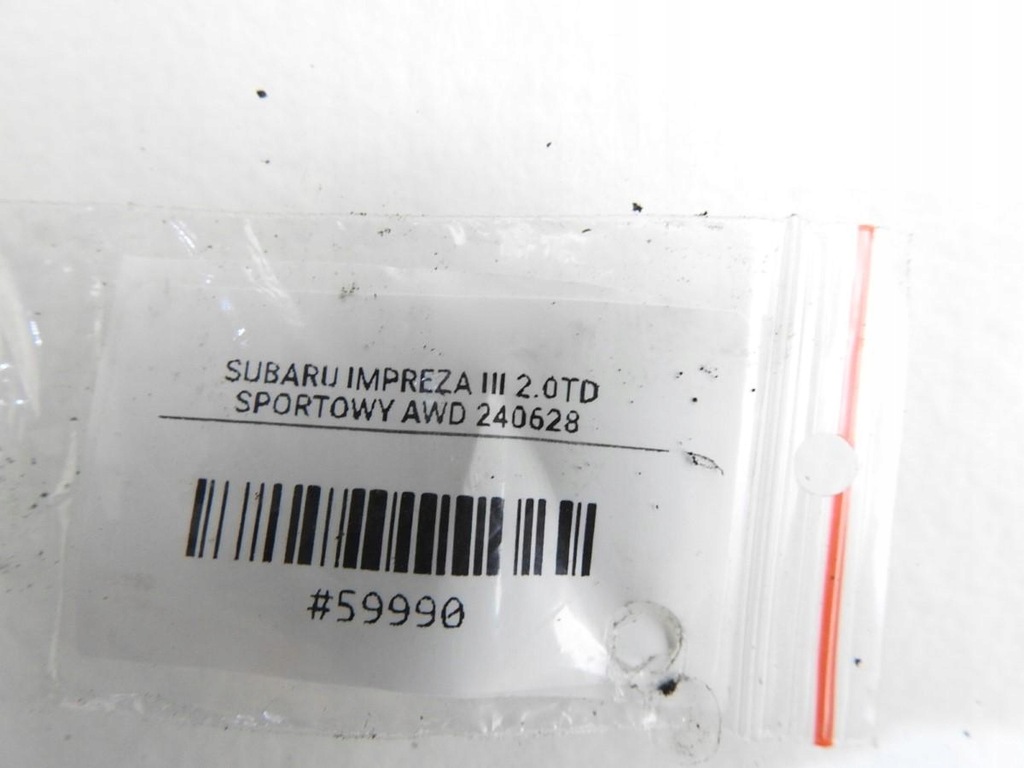 SUBARU IMPREZA III 2.0TD
SPORTOWY AWD 240628
#59990